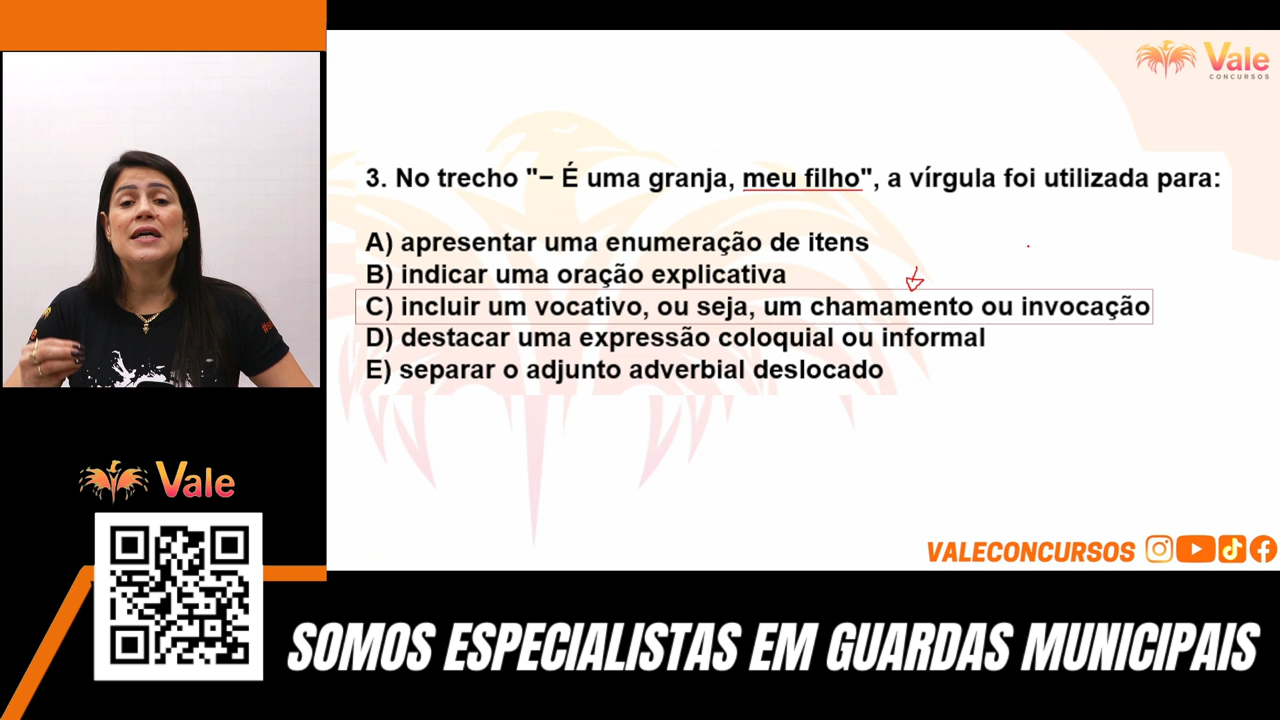 Vale
CONCURSOS
3. No trecho "– É uma granja, meu filho", a vírgula foi utilizada para:
A) apresentar uma enumeração de itens
B) indicar uma oração explicativa
C) incluir um vocativo, ou seja, um chamamento ou invocação
D) destacar uma expressão coloquial ou informal
E) separar o adjunto adverbial deslocado
Vale
VALECONCURSOS
SOMOS ESPECIALISTAS EM GUARDAS MUNICIPAIS